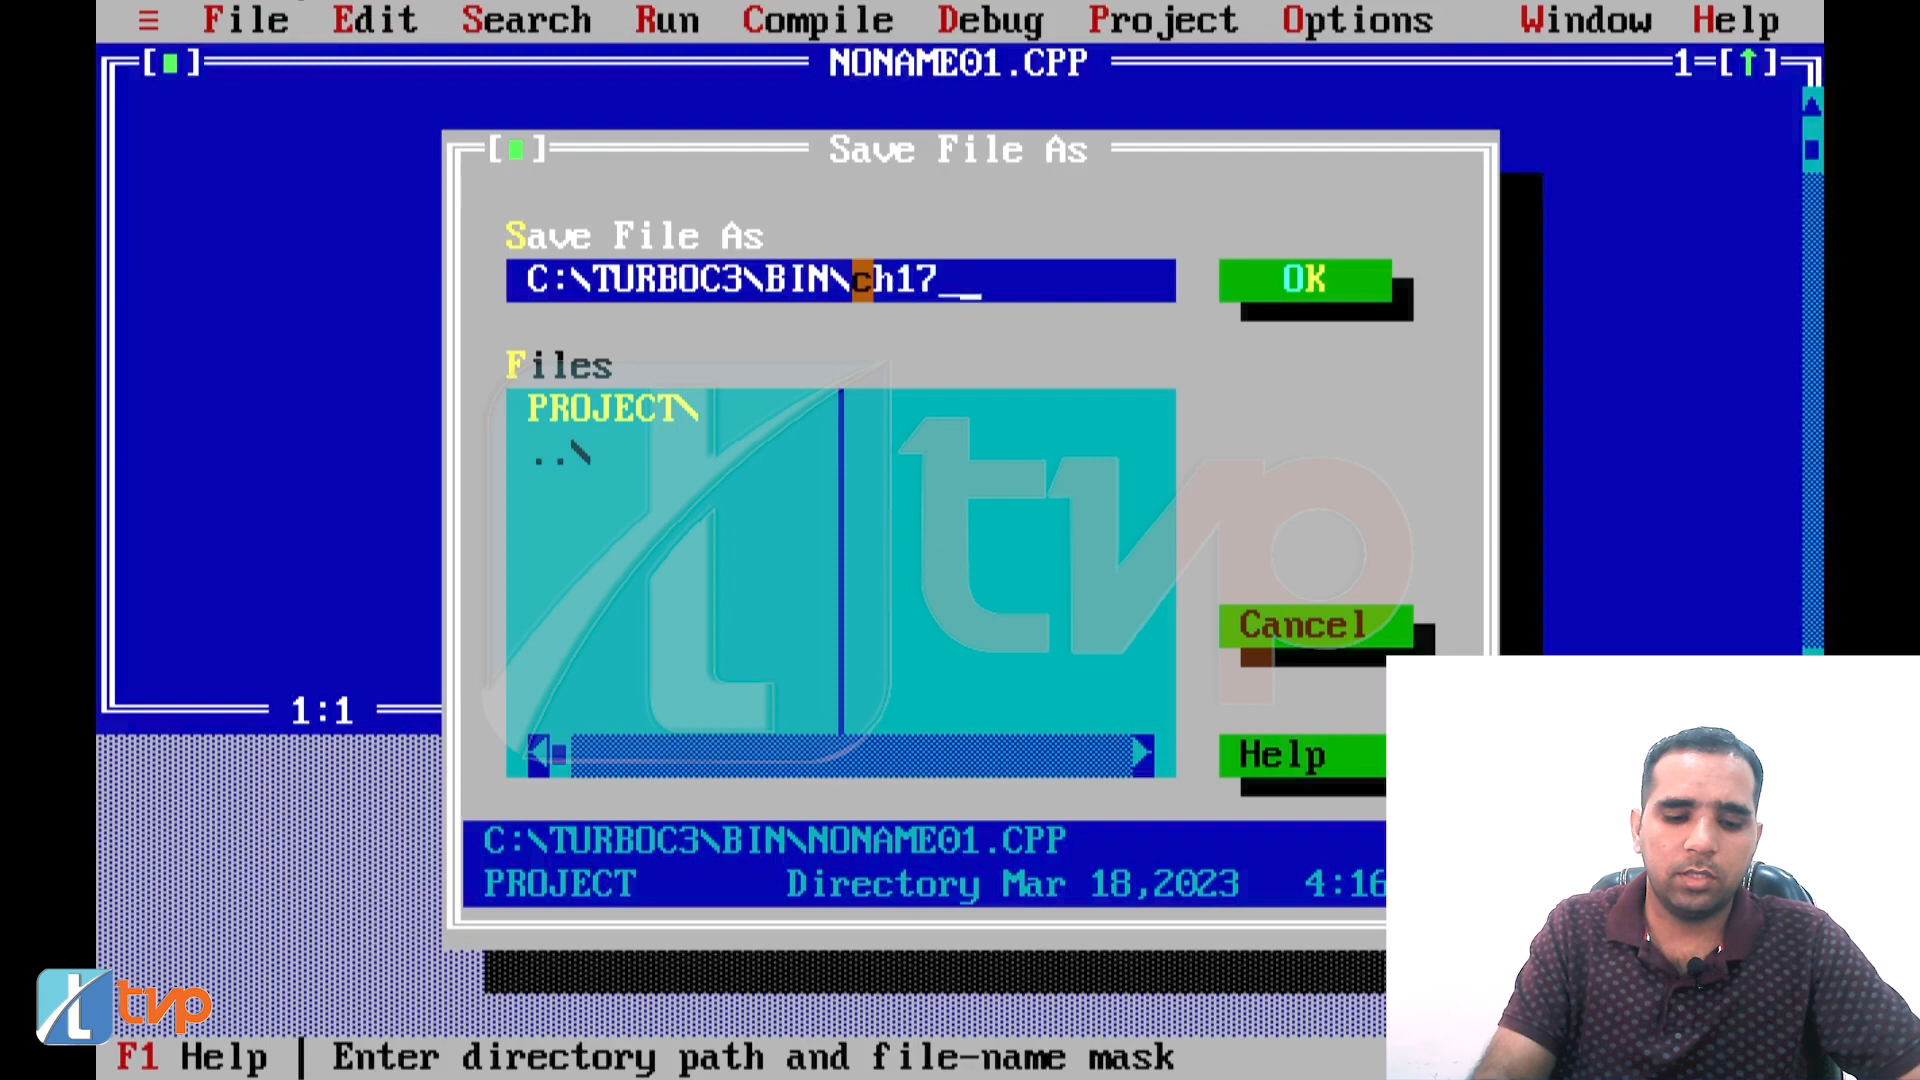 ≡ File Edit Search Run Compile Debug Project Options Window Help
[■] NONAME01.CPP 1=[↑]
[■] Save File As
Save File As
C:\TURBOC3\BIN\ch17__ OK
Files
PROJECT\
..\
tvp
Cancel
1:1
Help
C:\TURBOC3\BIN\NONAME01.CPP
PROJECT Directory Mar 18,2023 4:16
tvp
F1 Help | Enter directory path and file-name mask